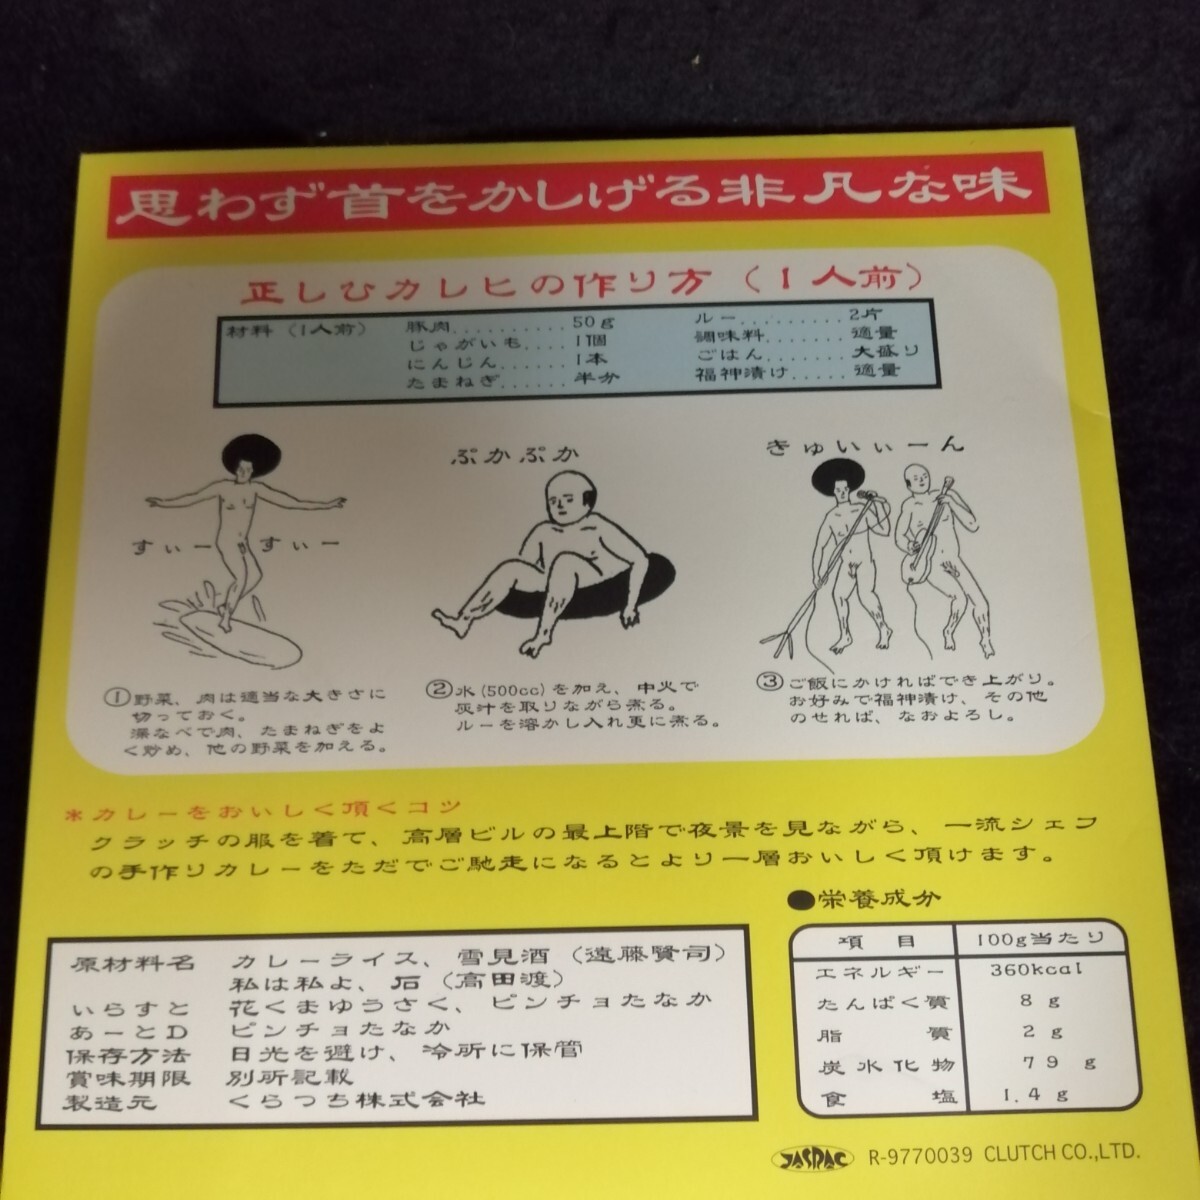 思わず首をかしげる非凡な味
正しひカレヒの作り方（1人前）
材料（1人前）
豚肉..........50g
じゃがいも....1個
にんじん......1本
たまねぎ......半分
ルー.........2片
調味料.......適量
ごはん.......大盛り
福神漬け.....適量
すぃーすぃー
ぷかぷか
きゅいぃーん
①野菜、肉は適当な大きさに
切っておく。
深なべで肉、たまねぎをよ
く炒め、他の野菜を加える。
②水(500cc)を加え、中火で
灰汁を取りながら煮る。
ルーを溶かし入れ更に煮る。
③ご飯にかければでき上がり。
お好みで福神漬け、その他
のせれば、なおよろし。
＊カレーをおいしく頂くコツ
クラッチの服を着て、高層ビルの最上階で夜景を見ながら、一流シェフ
の手作りカレーをただでご馳走になるとより一層おいしく頂けます。
原材料名 カレーライス、雪見酒（遠藤賢司）
私は私よ、石（高田渡）
いらすと 花くまゆうさく、ピンチョたなか
あーとD ピンチョたなか
保存方法 日光を避け、冷所に保管
賞味期限 別所記載
製造元 くらっち株式会社
●栄養成分
項目 100g当たり
エネルギー 360kcal
たんぱく質 8g
脂質 2g
炭水化物 79g
食塩 1.4g
JASRAC R-9770039 CLUTCH CO.,LTD.